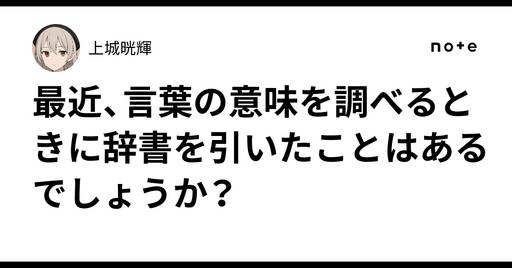 上城晄輝
note
最近、言葉の意味を調べると
きに辞書を引いたことはある
でしょうか？